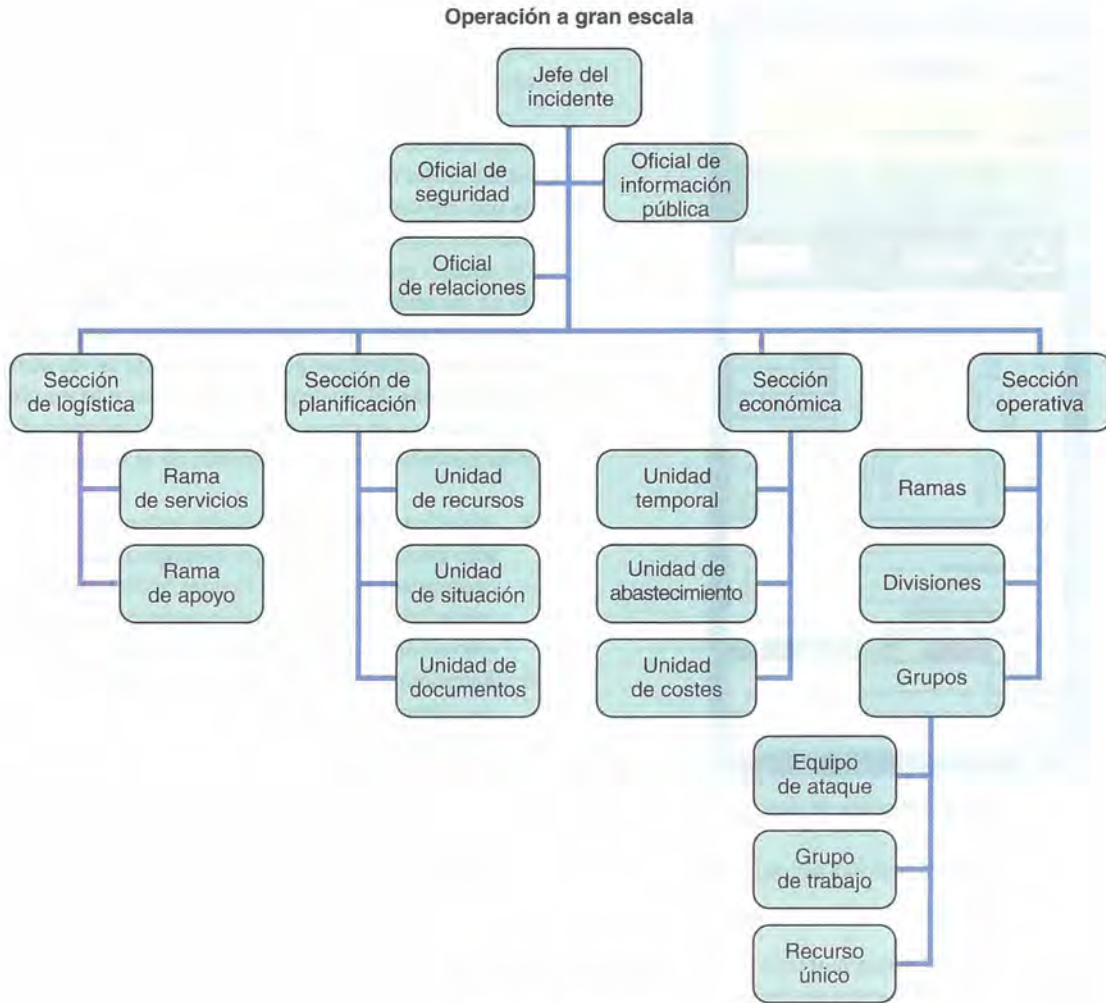 Operación a gran escala
Jefe del
incidente
Oficial de
seguridad
Oficial de
información
pública
Oficial
de relaciones
Sección
de logística
Sección de
planificación
Sección
económica
Sección
operativa
Rama
de servicios
Rama
de apoyo
Unidad
de recursos
Unidad
de situación
Unidad de
documentos
Unidad
temporal
Unidad de
abastecimiento
Unidad
de costes
Ramas
Divisiones
Grupos
Equipo
de ataque
Grupo
de trabajo
Recurso
único